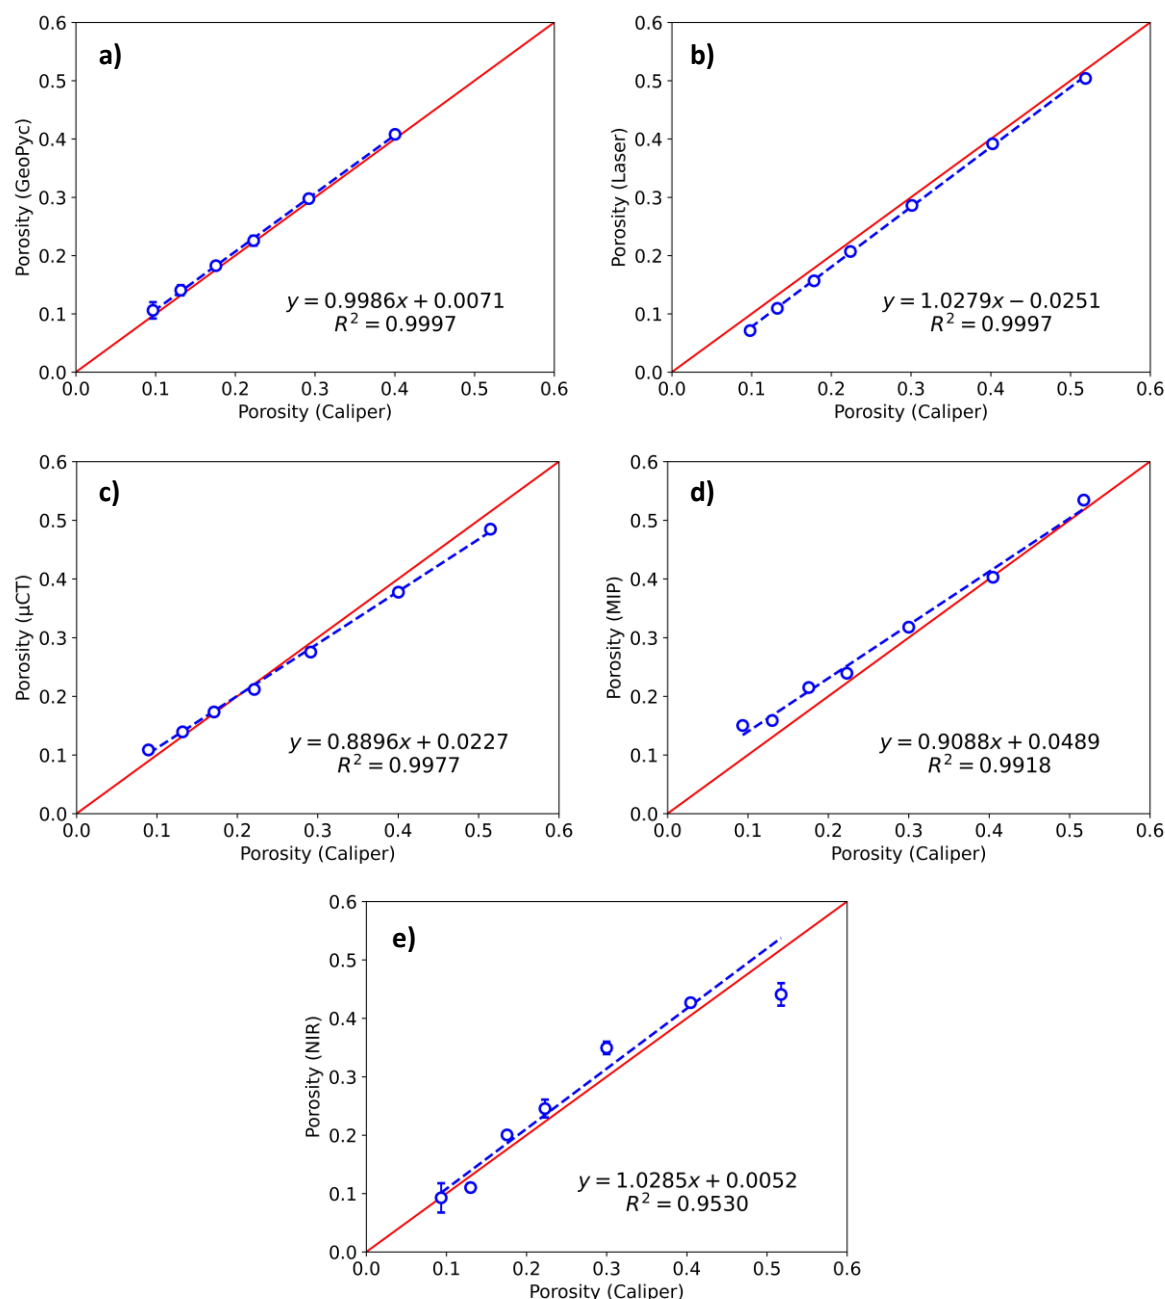 a)
0.6
0.5
0.4
0.3
0.2
0.1
0.0
Porosity (GeoPyc)
y = 0.9986x + 0.0071
R² = 0.9997
0.0 0.1 0.2 0.3 0.4 0.5 0.6
Porosity (Caliper)
b)
0.6
0.5
0.4
0.3
0.2
0.1
0.0
Porosity (Laser)
y = 1.0279x − 0.0251
R² = 0.9997
0.0 0.1 0.2 0.3 0.4 0.5 0.6
Porosity (Caliper)
c)
0.6
0.5
0.4
0.3
0.2
0.1
0.0
Porosity (μCT)
y = 0.8896x + 0.0227
R² = 0.9977
0.0 0.1 0.2 0.3 0.4 0.5 0.6
Porosity (Caliper)
d)
0.6
0.5
0.4
0.3
0.2
0.1
0.0
Porosity (MIP)
y = 0.9088x + 0.0489
R² = 0.9918
0.0 0.1 0.2 0.3 0.4 0.5 0.6
Porosity (Caliper)
e)
0.6
0.5
0.4
0.3
0.2
0.1
0.0
Porosity (NIR)
y = 1.0285x + 0.0052
R² = 0.9530
0.0 0.1 0.2 0.3 0.4 0.5 0.6
Porosity (Caliper)